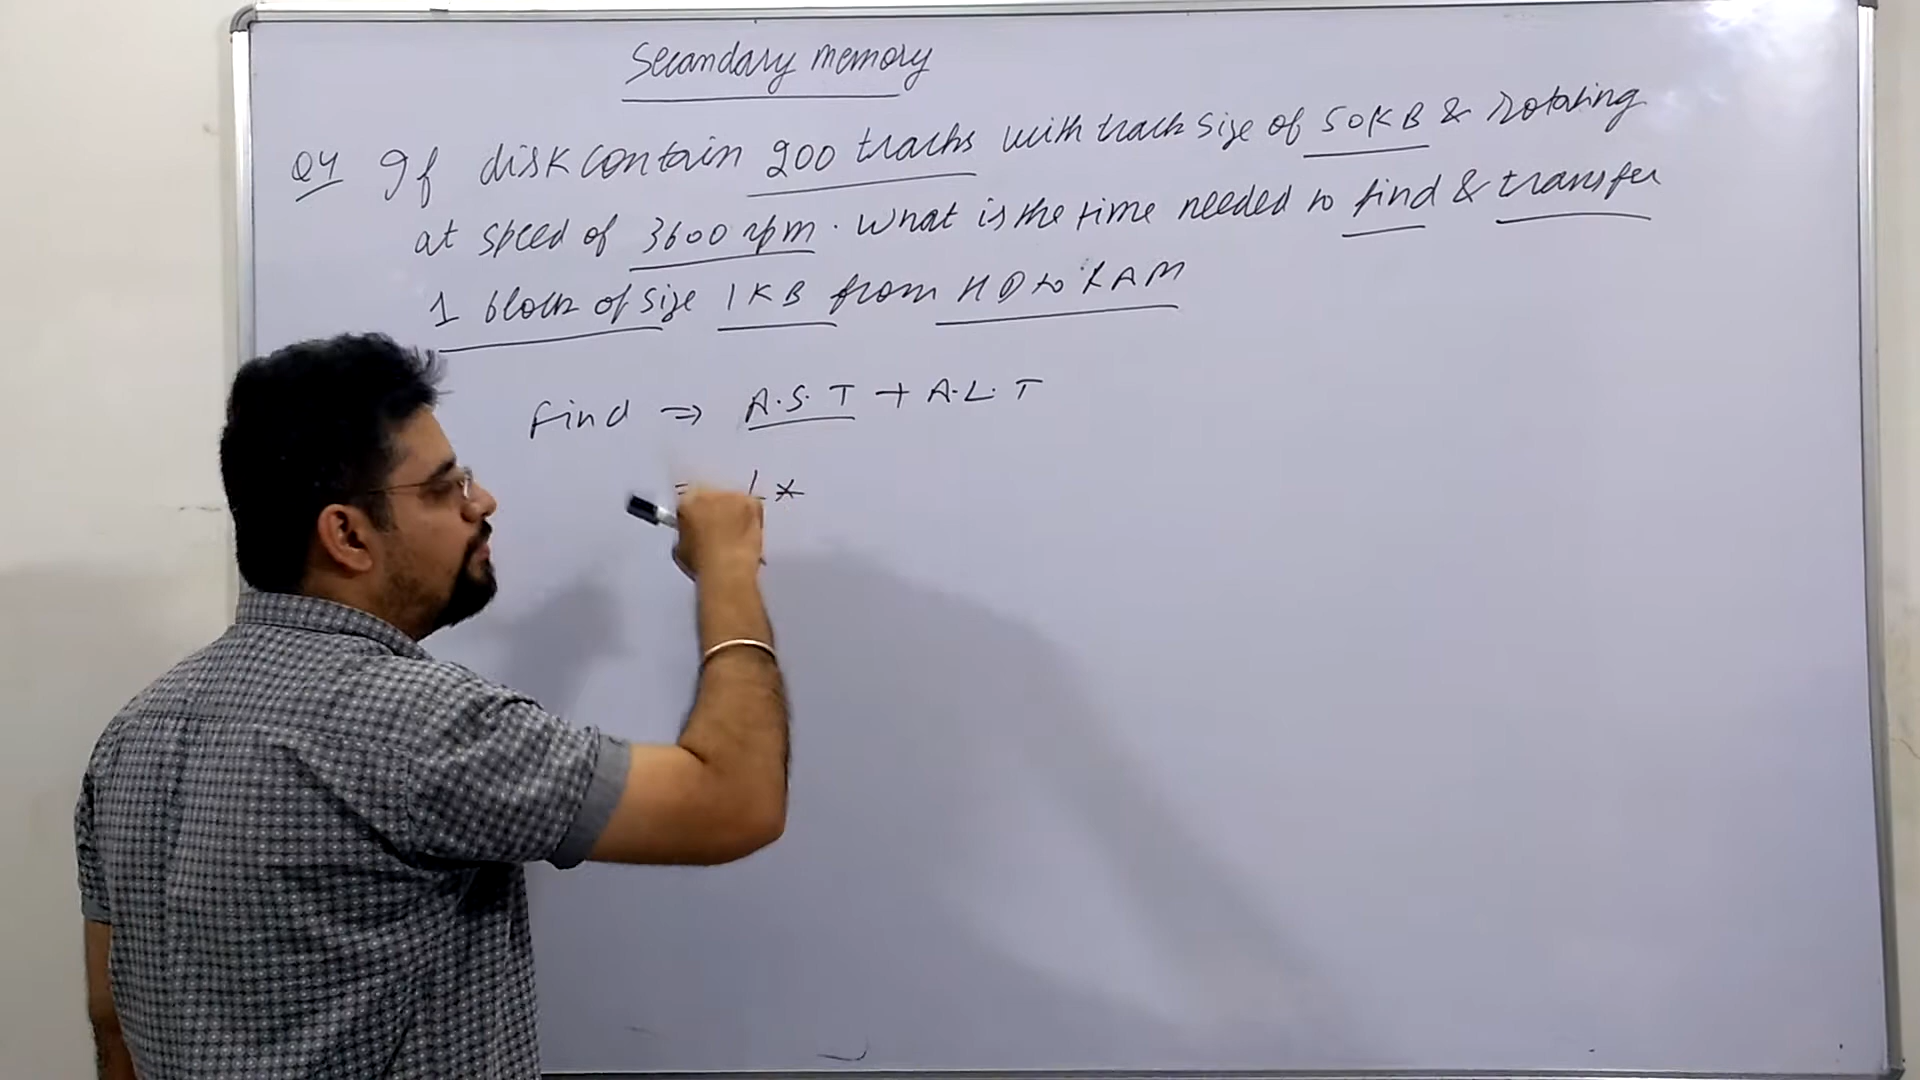 Secondary memory
Q4 If disk contain 200 tracks with track size of 50KB & rotating
at speed of 3600 rpm. What is the time needed to find & transfer
1 block of size 1KB from HD to RAM
Find ⇒ A.S.T + A.L.T
= *